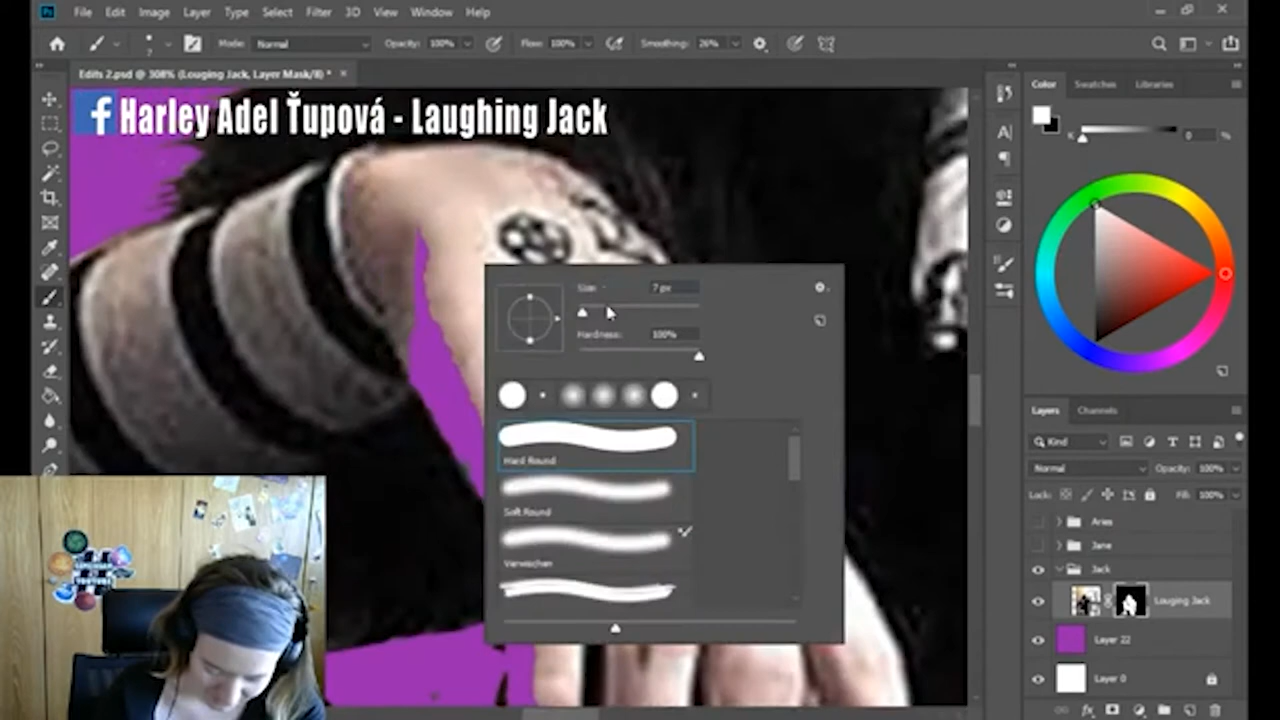 File Edit Image Layer Type Select Filter 3D View Window Help
Mode: Normal Opacity: 100% Flow: 100% Smoothing: 26%
Edits 2.psd @ 308% (Louging Jack, Layer Mask/8) *
Harley Adel Ťupová - Laughing Jack
Color Swatches Libraries
K 0 %
Size: 7 px
Hardness: 100%
Hard Round
Soft Round
Verwischen
Layers Channels
Kind
Normal Opacity: 100%
Lock: Fill: 100%
Aries
Jane
Jack
Louging Jack
Layer 22
Layer 0